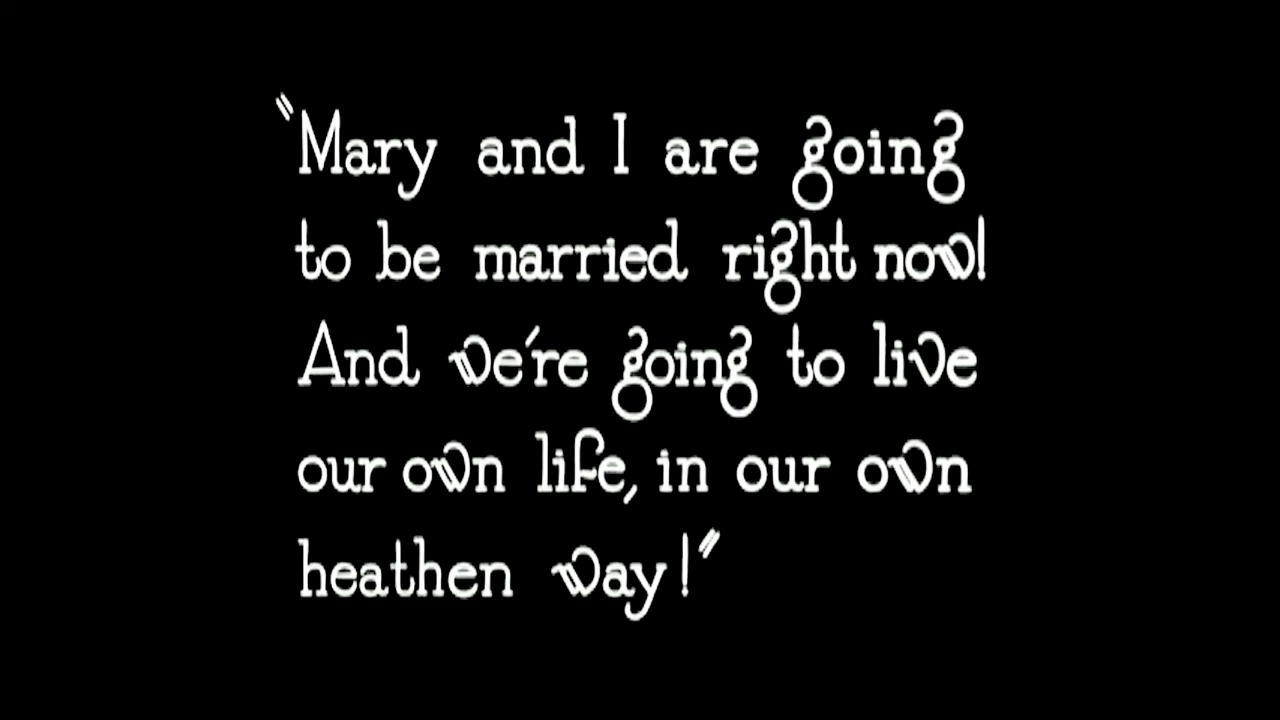 "Mary and I are going
to be married right now!
And we're going to live
our own life, in our own
heathen way!"